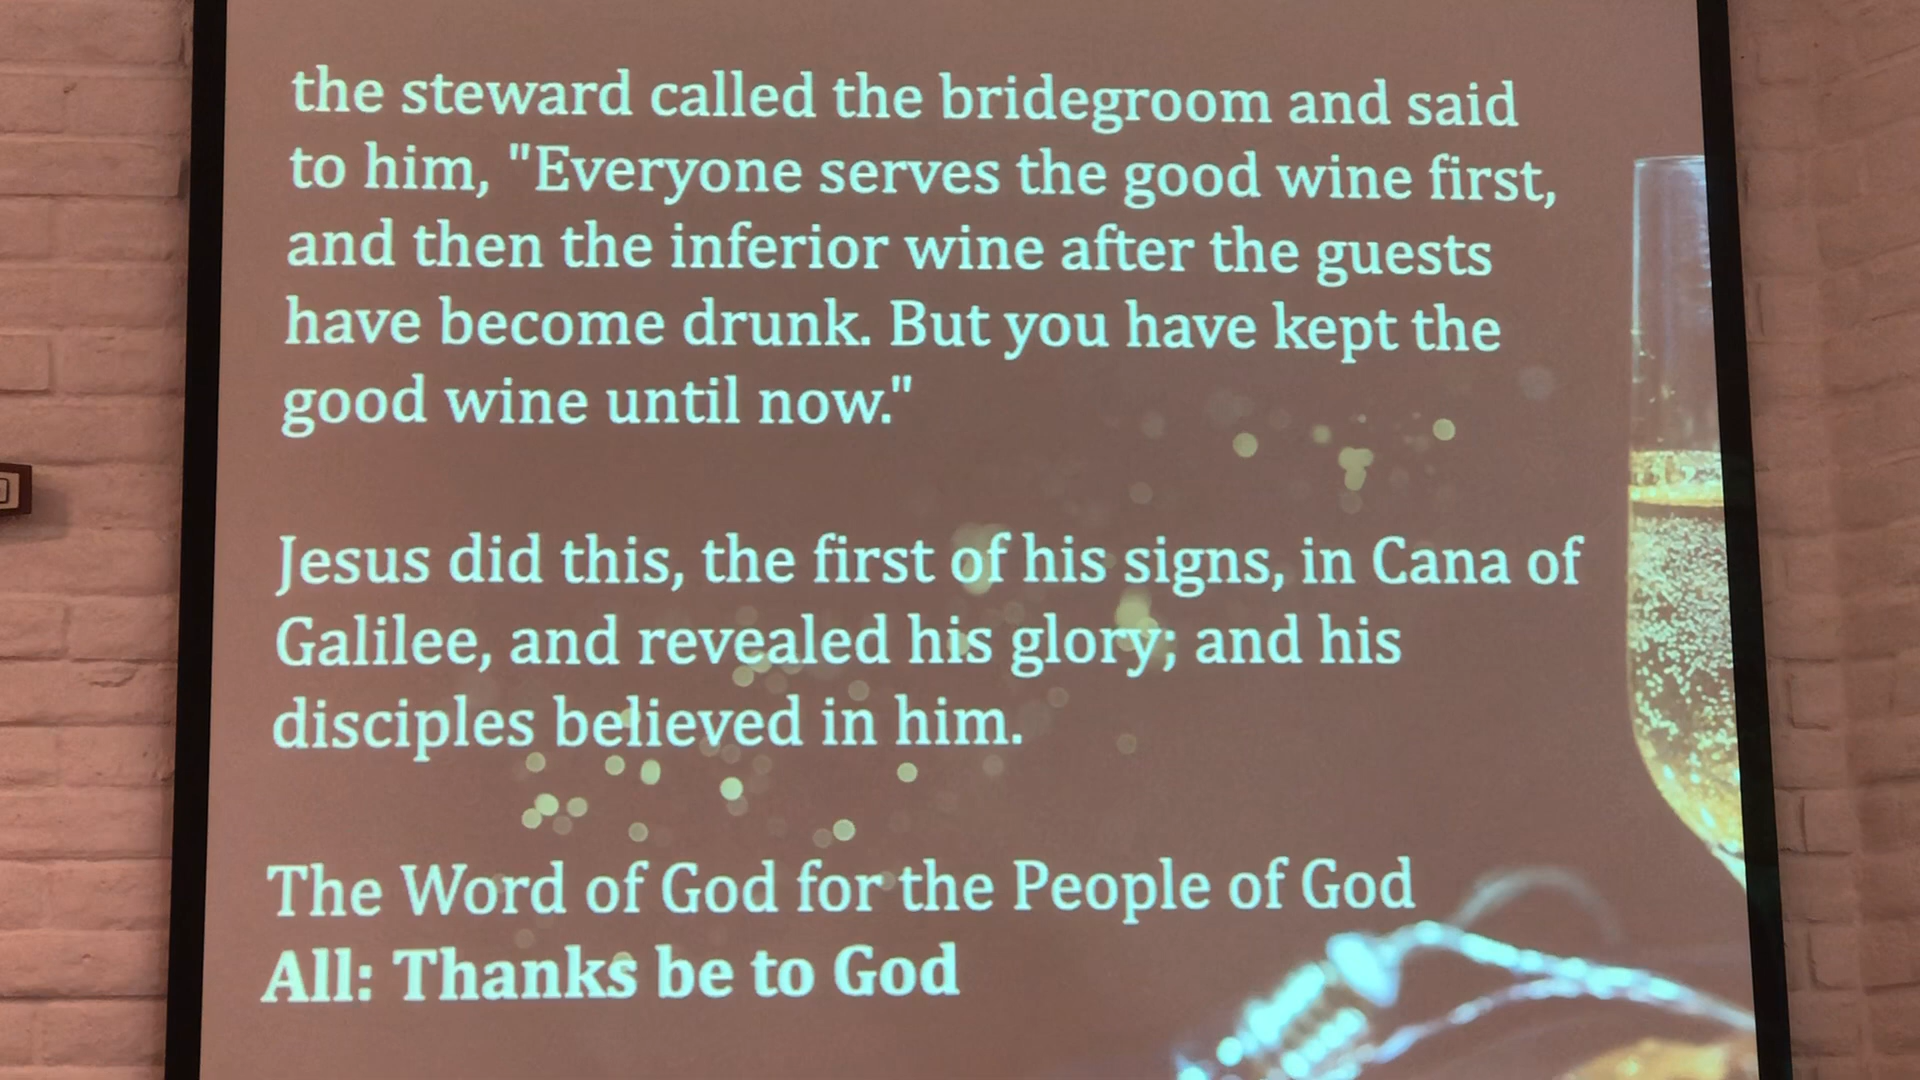 the steward called the bridegroom and said
to him, "Everyone serves the good wine first,
and then the inferior wine after the guests
have become drunk. But you have kept the
good wine until now."
Jesus did this, the first of his signs, in Cana of
Galilee, and revealed his glory; and his
disciples believed in him.
The Word of God for the People of God
All: Thanks be to God